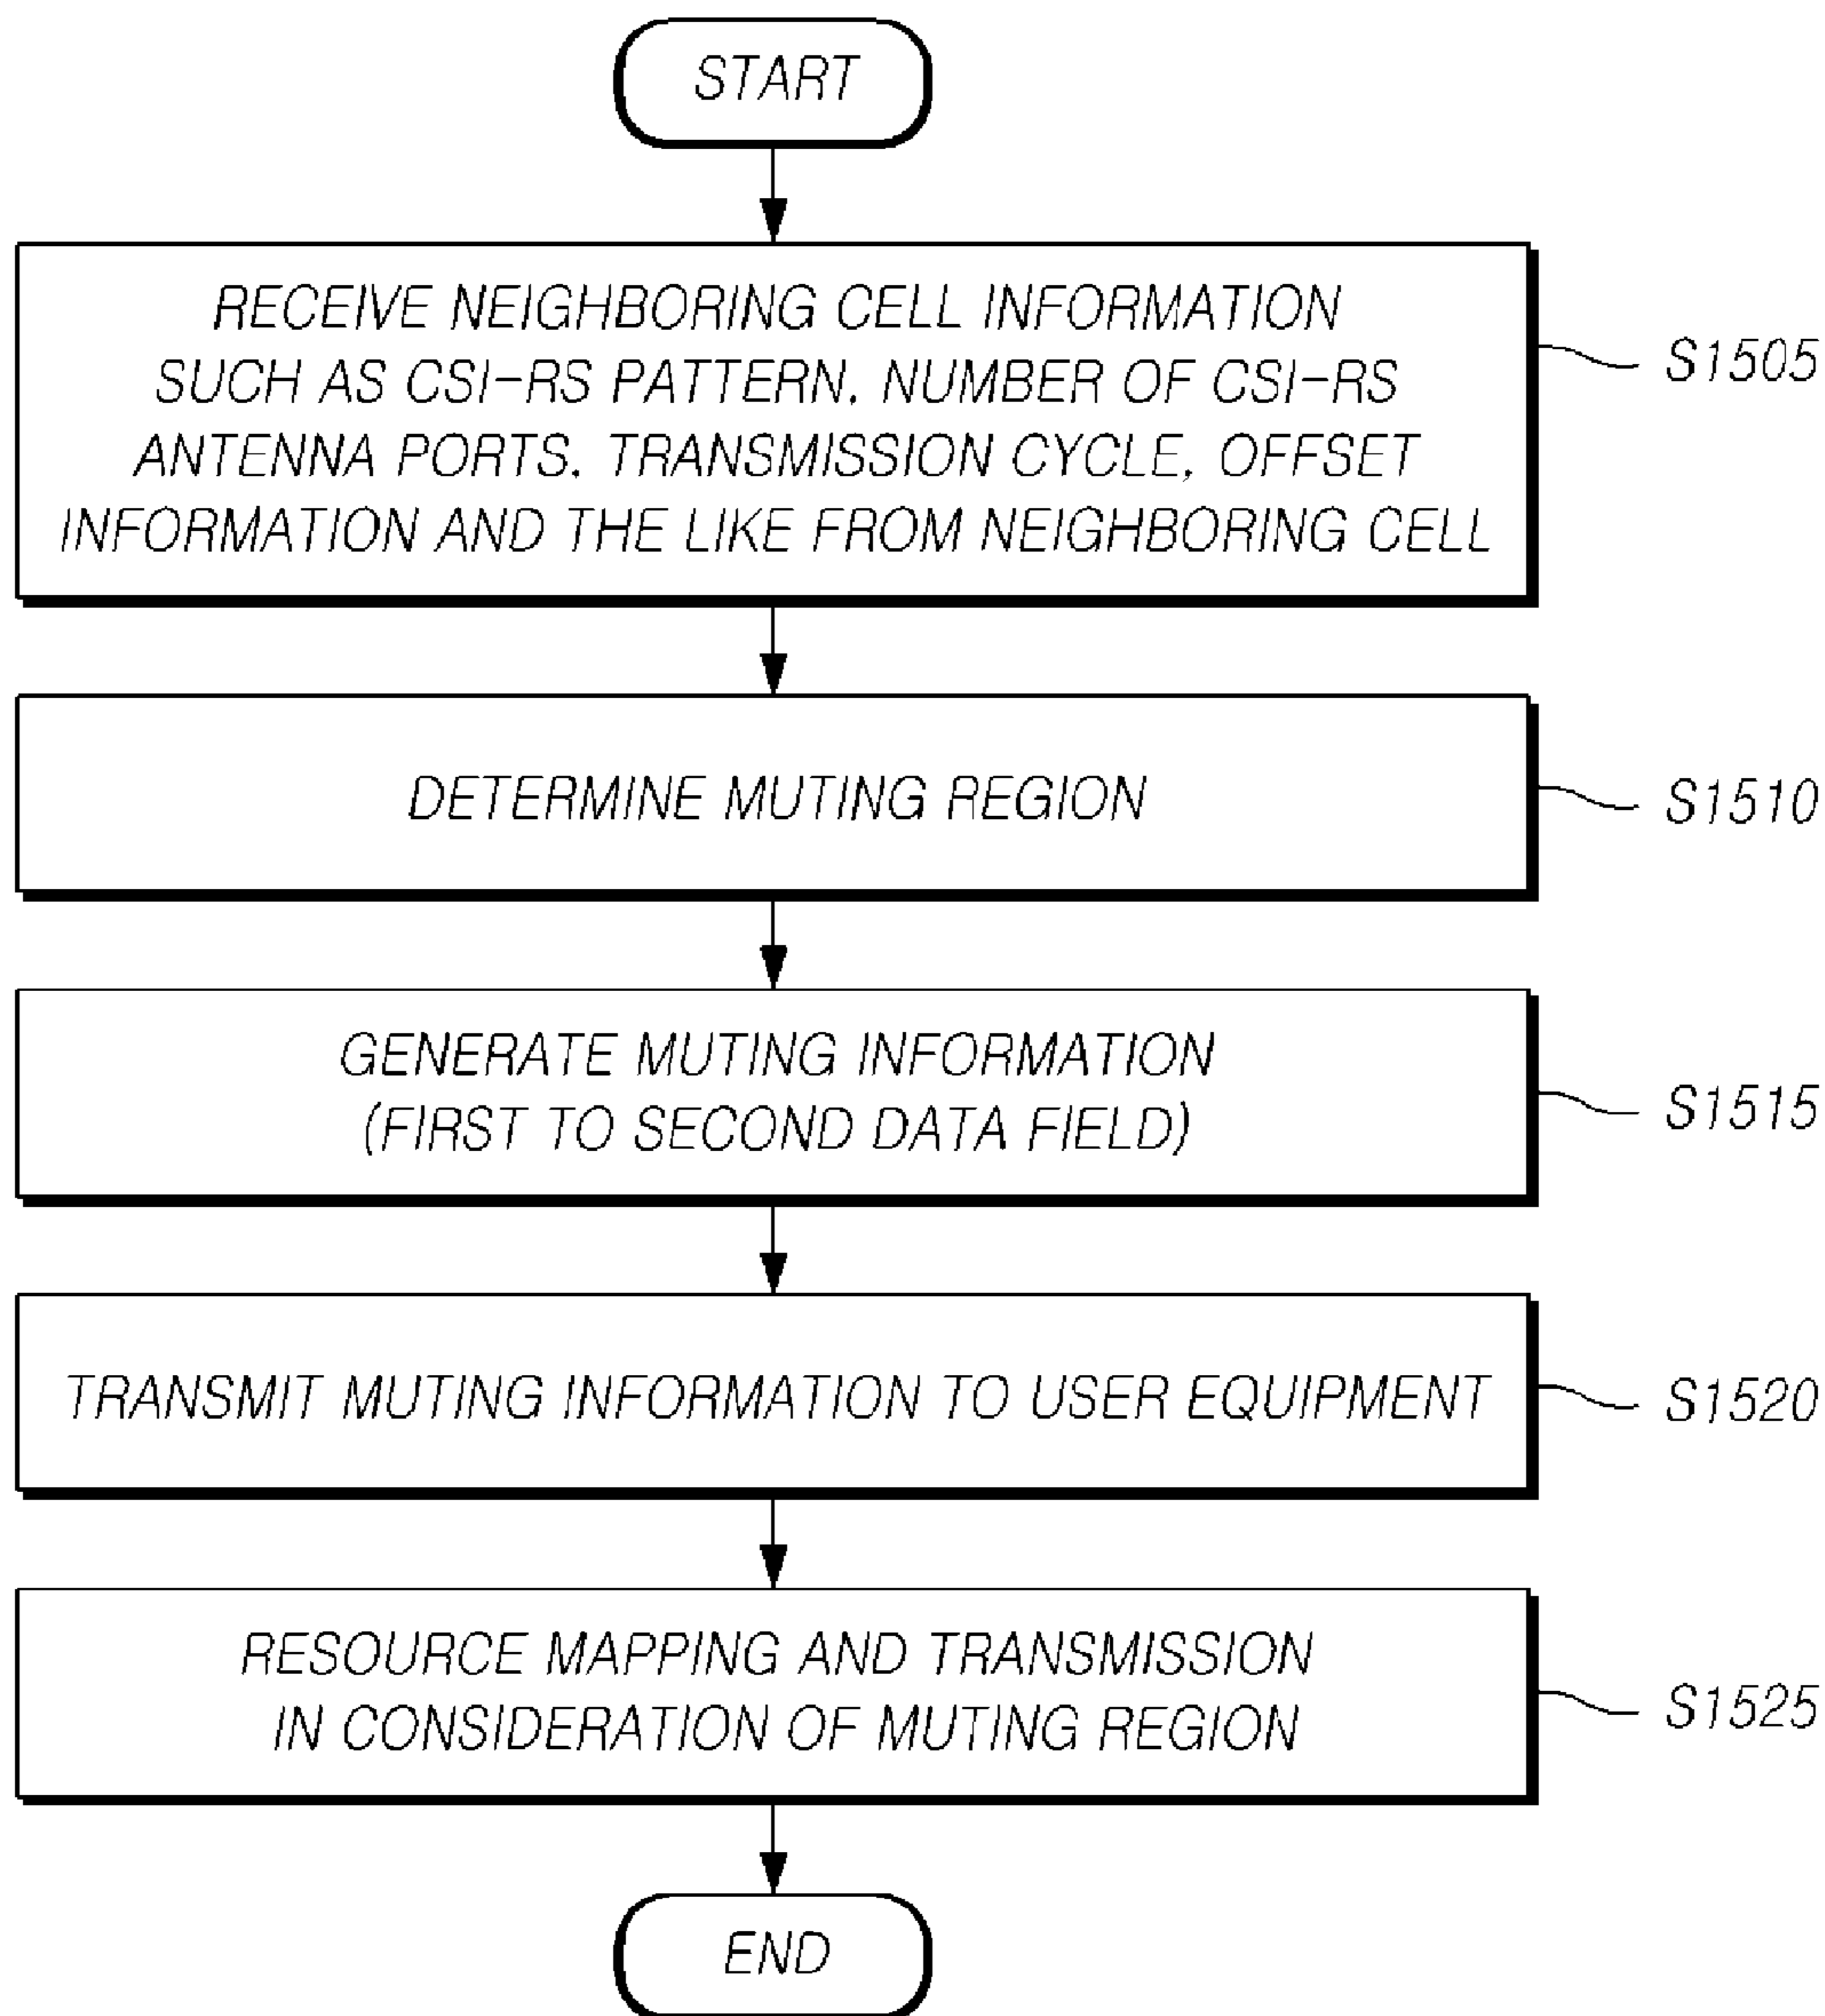 START
RECEIVE NEIGHBORING CELL INFORMATION
SUCH AS CSI-RS PATTERN, NUMBER OF CSI-RS
ANTENNA PORTS, TRANSMISSION CYCLE, OFFSET
INFORMATION AND THE LIKE FROM NEIGHBORING CELL
S1505
DETERMINE MUTING REGION
S1510
GENERATE MUTING INFORMATION
(FIRST TO SECOND DATA FIELD)
S1515
TRANSMIT MUTING INFORMATION TO USER EQUIPMENT
S1520
RESOURCE MAPPING AND TRANSMISSION
IN CONSIDERATION OF MUTING REGION
S1525
END